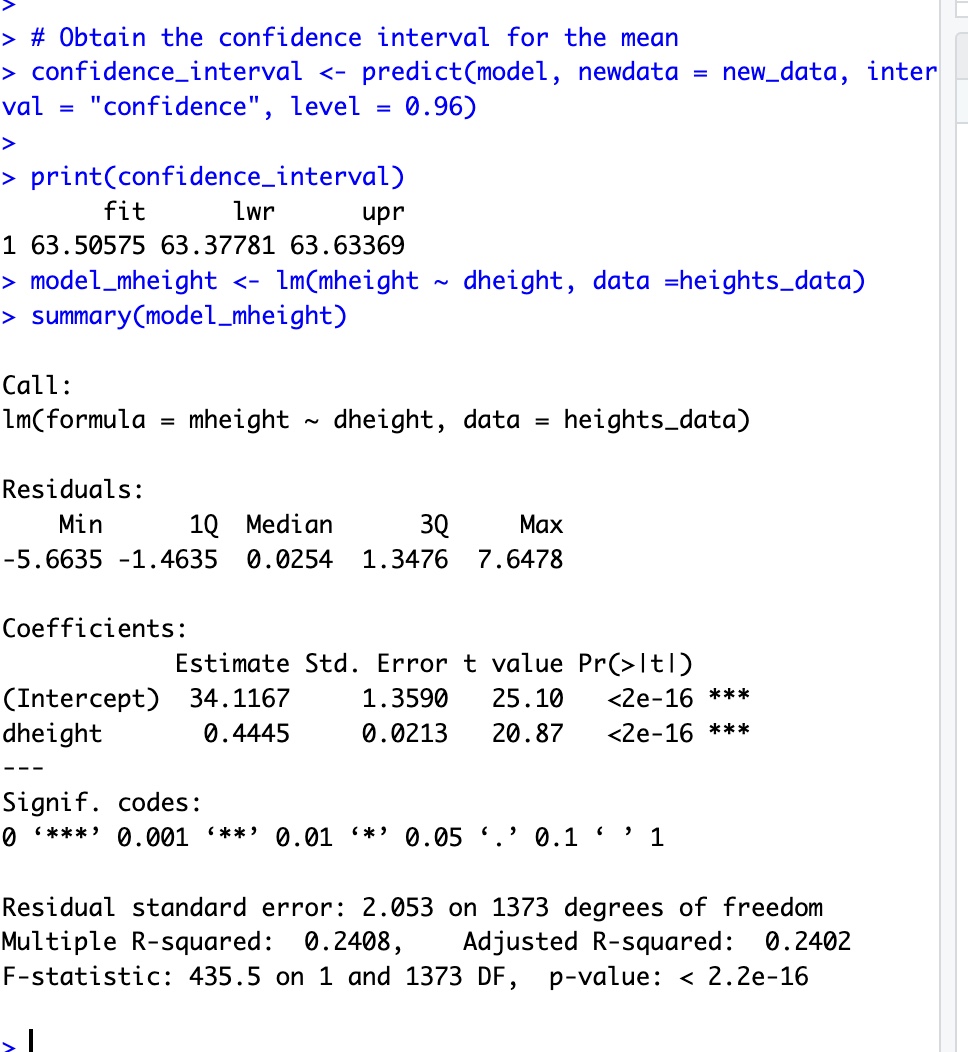 >
> # Obtain the confidence interval for the mean
> confidence_interval <- predict(model, newdata = new_data, inter
val = "confidence", level = 0.96)
>
> print(confidence_interval)
       fit      lwr      upr
1 63.50575 63.37781 63.63369
> model_mheight <- lm(mheight ~ dheight, data =heights_data)
> summary(model_mheight)

Call:
lm(formula = mheight ~ dheight, data = heights_data)

Residuals:
    Min      1Q  Median      3Q     Max
-5.6635 -1.4635  0.0254  1.3476  7.6478

Coefficients:
            Estimate Std. Error t value Pr(>|t|)
(Intercept)  34.1167     1.3590   25.10   <2e-16 ***
dheight       0.4445     0.0213   20.87   <2e-16 ***
---
Signif. codes:
0 ‘***’ 0.001 ‘**’ 0.01 ‘*’ 0.05 ‘.’ 0.1 ‘ ’ 1

Residual standard error: 2.053 on 1373 degrees of freedom
Multiple R-squared:  0.2408,	Adjusted R-squared:  0.2402
F-statistic: 435.5 on 1 and 1373 DF,  p-value: < 2.2e-16

>